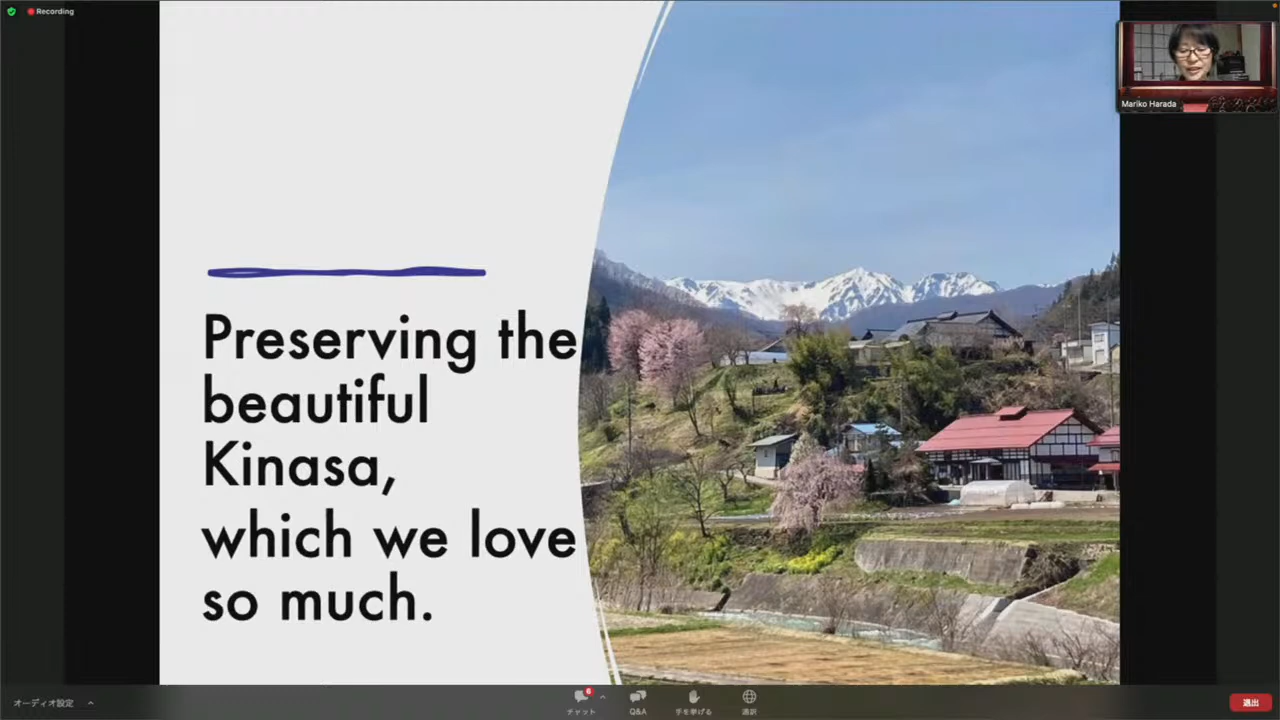 Recording
Mariko Harada
Preserving the
beautiful
Kinasa,
which we love
so much.
オーディオ設定
6
チャット
Q&A
手を挙げる
通訳
退出